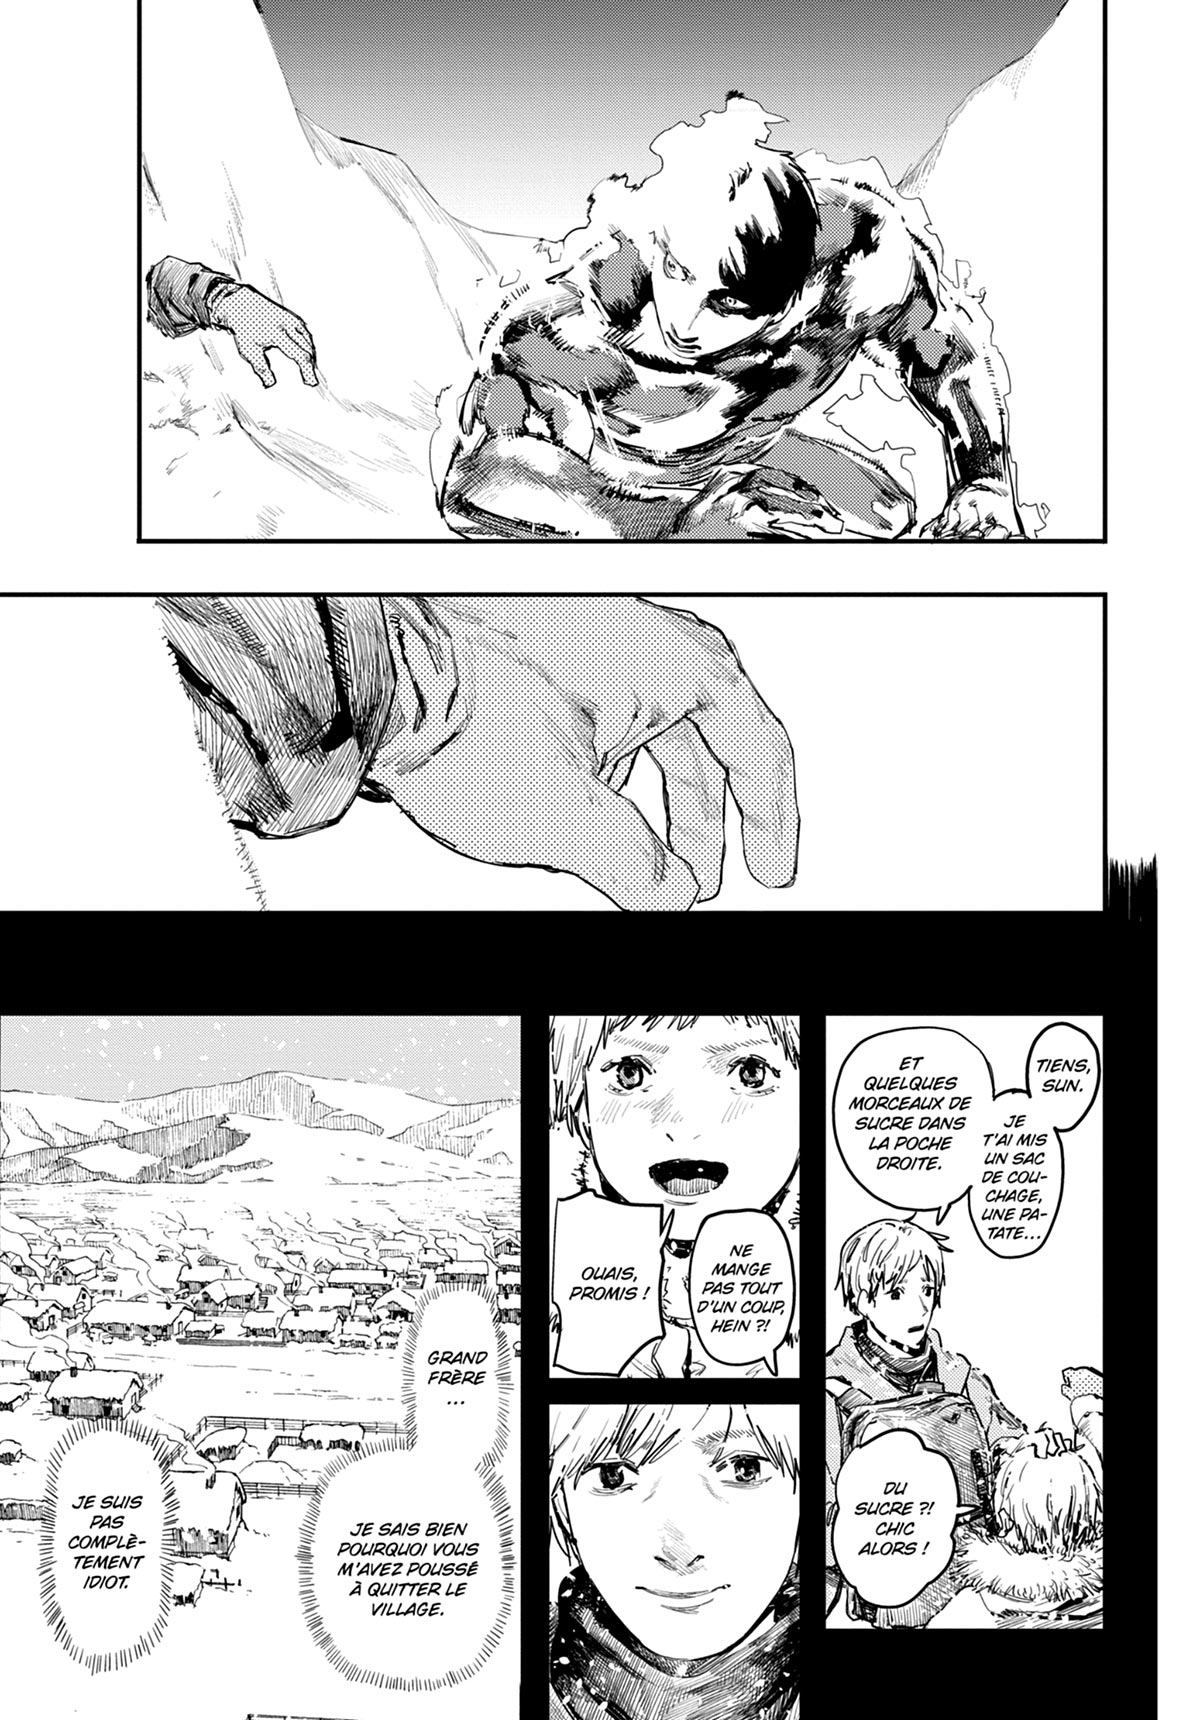 TIENS,
SUN.
JE
T'AI MIS
UN SAC
DE COU-
CHAGE,
UNE PA-
TATE...
ET
QUELQUES
MORCEAUX DE
SUCRE DANS
LA POCHE
DROITE.
DU
SUCRE ?!
CHIC
ALORS !
NE
MANGE
PAS TOUT
D'UN COUP,
HEIN ?!
OUAIS,
PROMIS !
GRAND
FRÈRE
...
JE SAIS BIEN
POURQUOI VOUS
M'AVEZ POUSSÉ
À QUITTER LE
VILLAGE.
JE SUIS
PAS
COMPLÈ-
TEMENT
IDIOT.